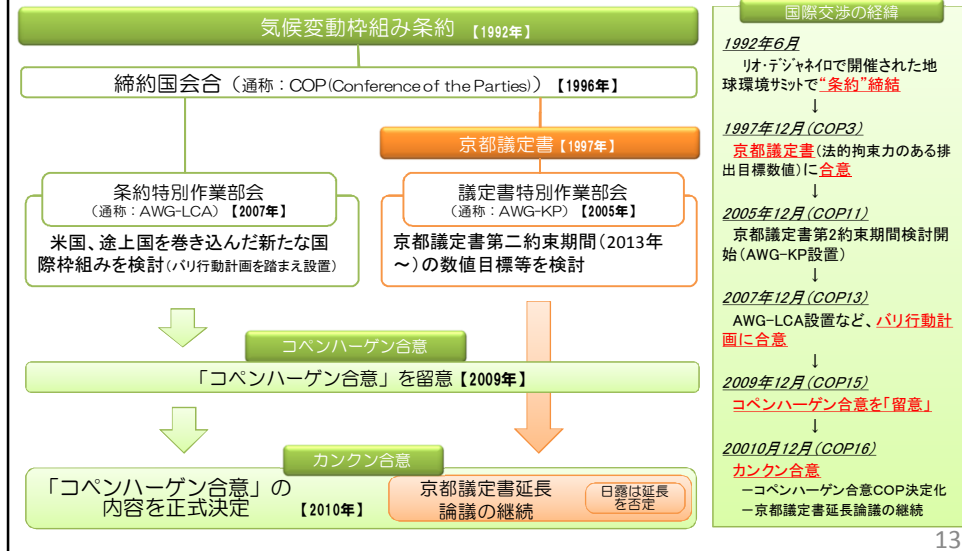 気候変動枠組み条約 【1992年】
締約国会合（通称：COP(Conference of the Parties)）【1996年】
京都議定書【1997年】
条約特別作業部会
（通称：AWG-LCA）【2007年】
米国、途上国を巻き込んだ新たな国
際枠組みを検討（バリ行動計画を踏まえ設置）
議定書特別作業部会
（通称：AWG-KP）【2005年】
京都議定書第二約束期間（2013年
～）の数値目標等を検討
コペンハーゲン合意
「コペンハーゲン合意」を留意【2009年】
カンクン合意
「コペンハーゲン合意」の
内容を正式決定 【2010年】
京都議定書延長
論議の継続
日露は延長
を否定
国際交渉の経緯
1992年6月
リオ・デジャネイロで開催された地
球環境サミットで“条約”締結
↓
1997年12月(COP3)
京都議定書(法的拘束力のある排
出目標数値)に合意
↓
2005年12月(COP11)
京都議定書第2約束期間検討開
始(AWG-KP設置)
↓
2007年12月(COP13)
AWG-LCA設置など、バリ行動計
画に合意
↓
2009年12月(COP15)
コペンハーゲン合意を「留意」
↓
20010月12月(COP16)
カンクン合意
－コペンハーゲン合意COP決定化
－京都議定書延長論議の継続
13